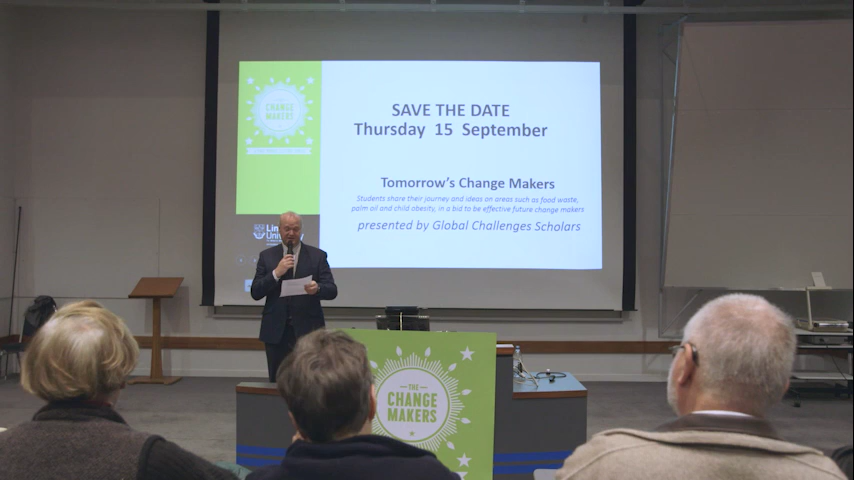 THE
CHANGE
MAKERS
SAVE THE DATE
Thursday 15 September
Tomorrow's Change Makers
Students share their journey and ideas on areas such as food waste,
palm oil and child obesity, in a bid to be effective future change makers
presented by Global Challenges Scholars
THE
CHANGE
MAKERS